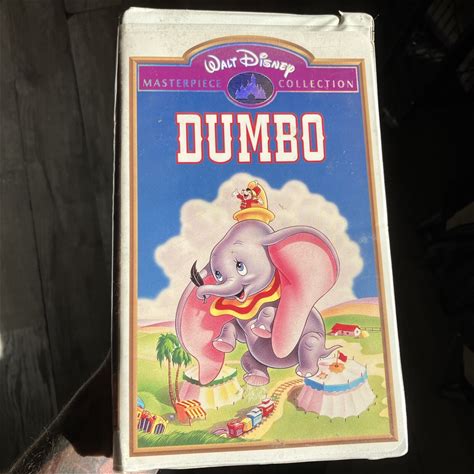 WALT DISNEY
MASTERPIECE COLLECTION
DUMBO